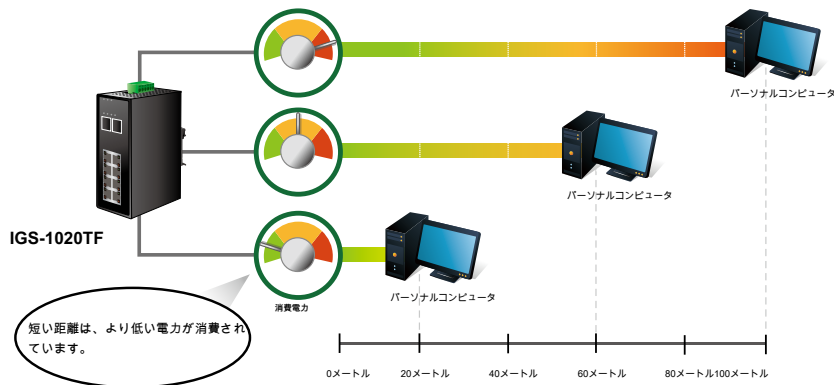 パーソナルコンピュータ
パーソナルコンピュータ
IGS-1020TF
パーソナルコンピュータ
消費電力
短い距離は、より低い電力が消費され
ています。
0メートル 20メートル 40メートル 60メートル 80メートル100メートル